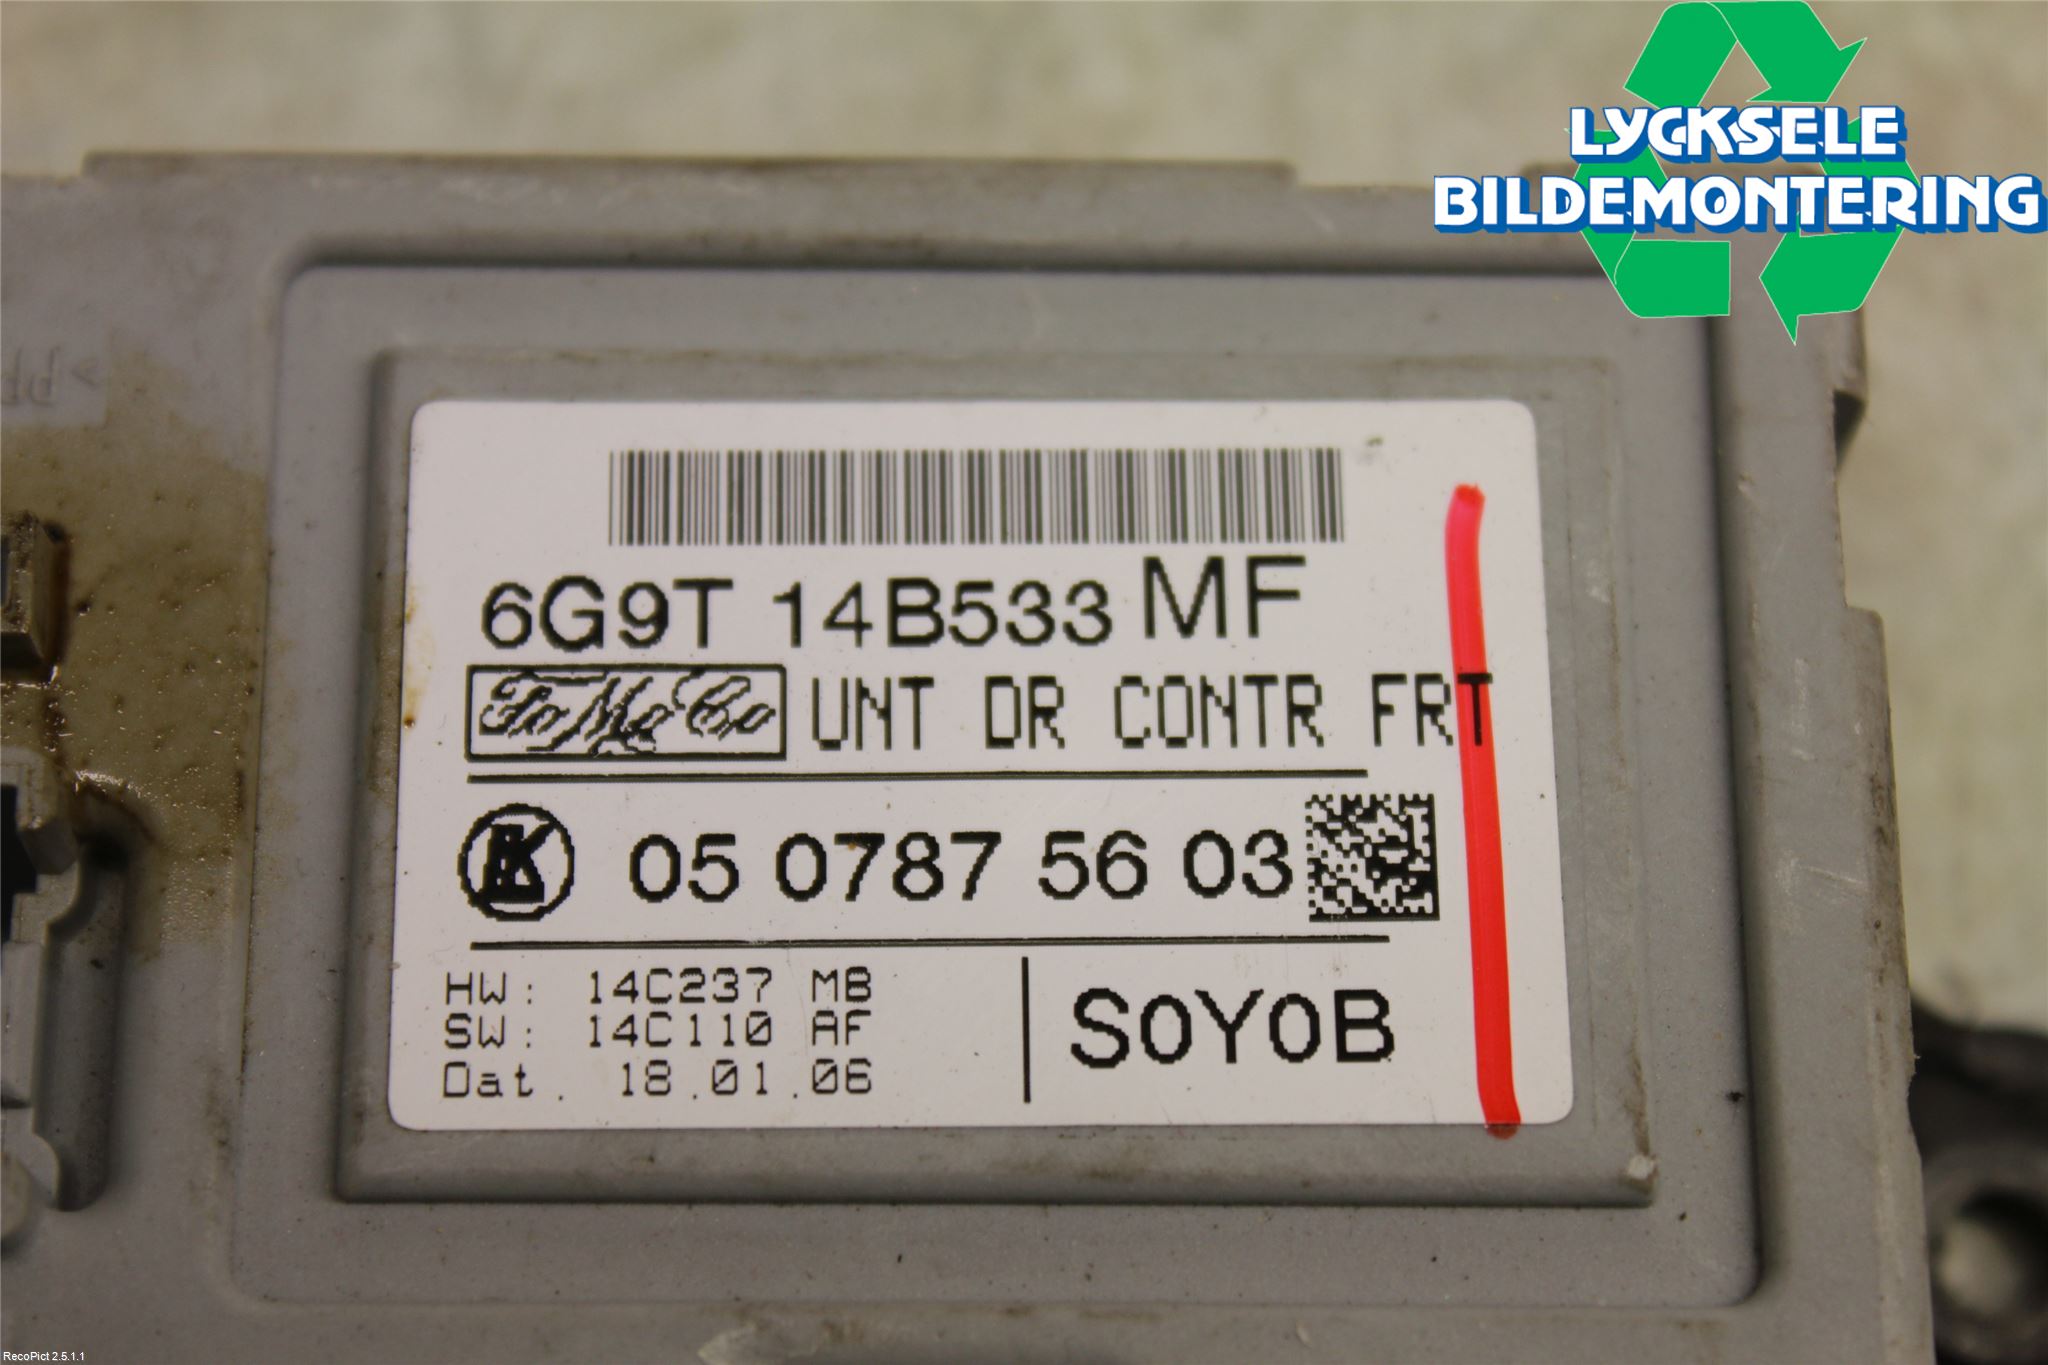 LYCKSELE
BILDEMONTERING
6G9T 14B533 MF
FoMoCo UNT DR CONTR FRT
05 0787 56 03
HW: 14C237 MB
SW: 14C110 AF
Dat. 18.01.06
S0Y0B
RecoPict 2.5.1.1